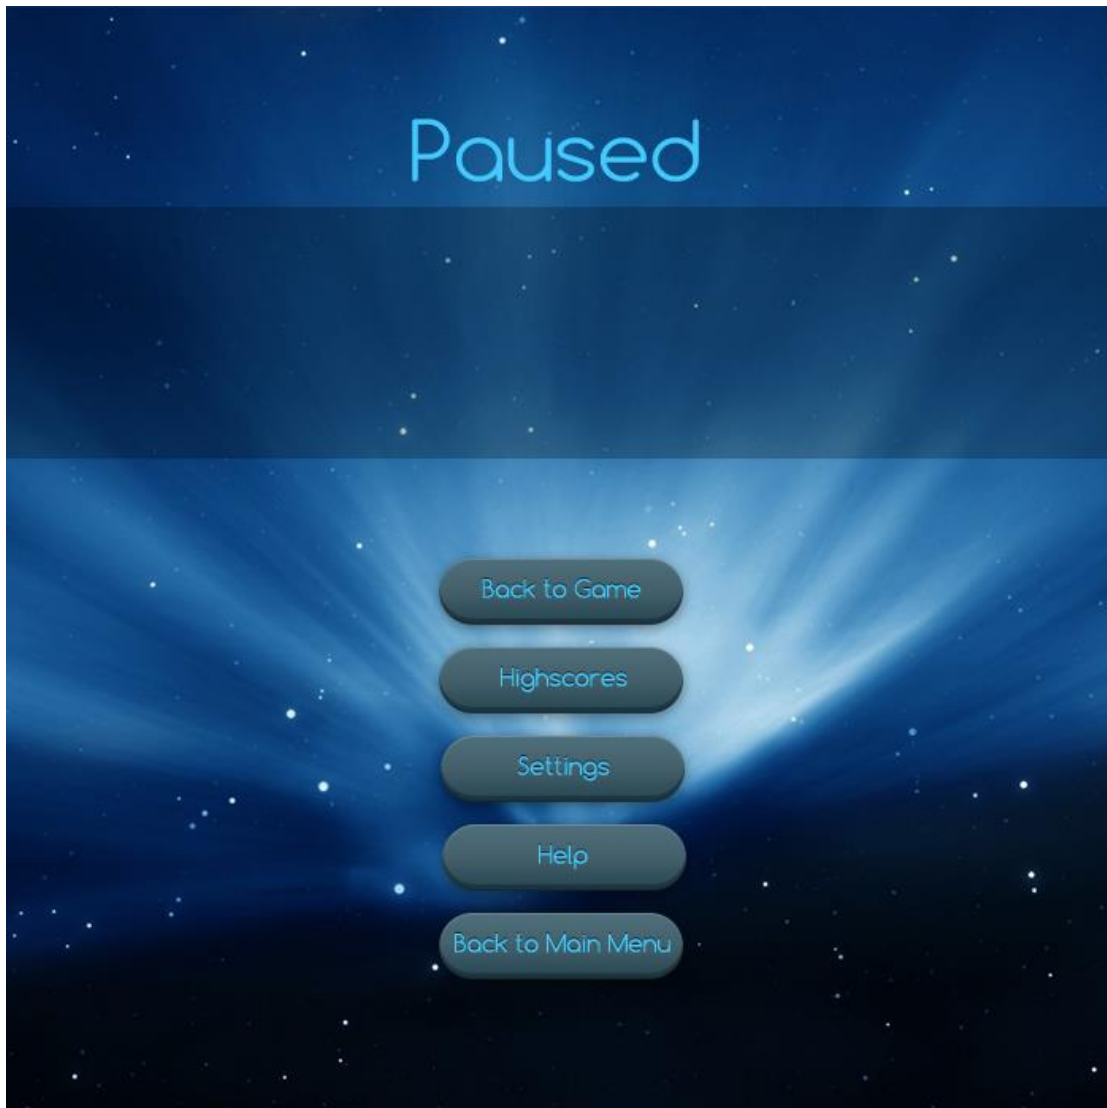 Paused
Back to Game
Highscores
Settings
Help
Back to Main Menu